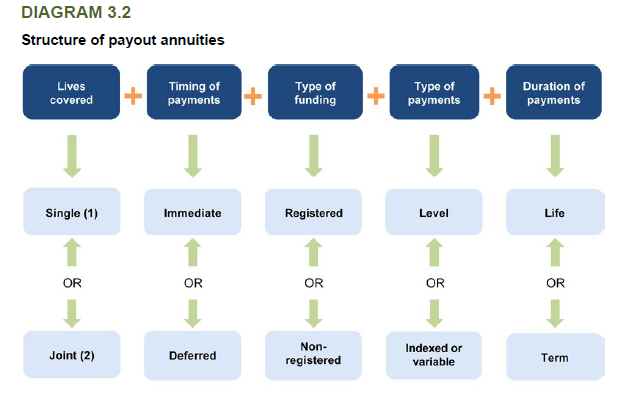 DIAGRAM 3.2
Structure of payout annuities
Lives
covered
+
Timing of
payments
+
Type of
funding
+
Type of
payments
+
Duration of
payments
Single (1)
Immediate
Registered
Level
Life
OR
OR
OR
OR
OR
Joint (2)
Deferred
Non-
registered
Indexed or
variable
Term